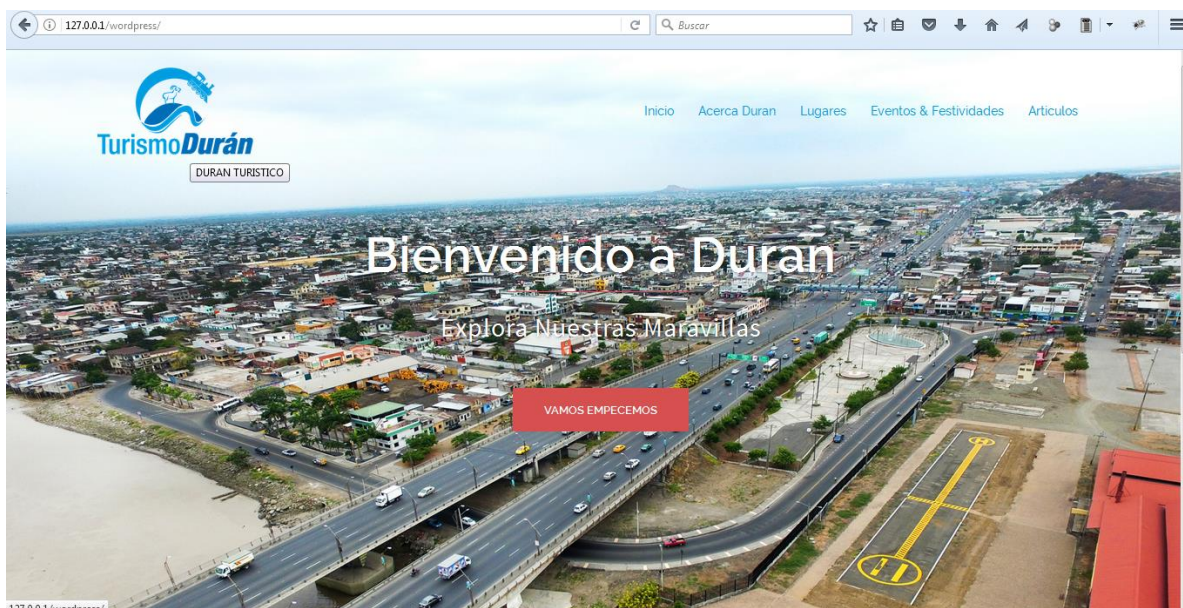 127.0.0.1/wordpress/
Buscar
Inicio Acerca Duran Lugares Eventos & Festividades Articulos
TurismoDurán
DURAN TURISTICO
Bienvenido a Duran
Explora Nuestras Maravillas
VAMOS EMPECEMOS
127.0.0.1/wordpress/